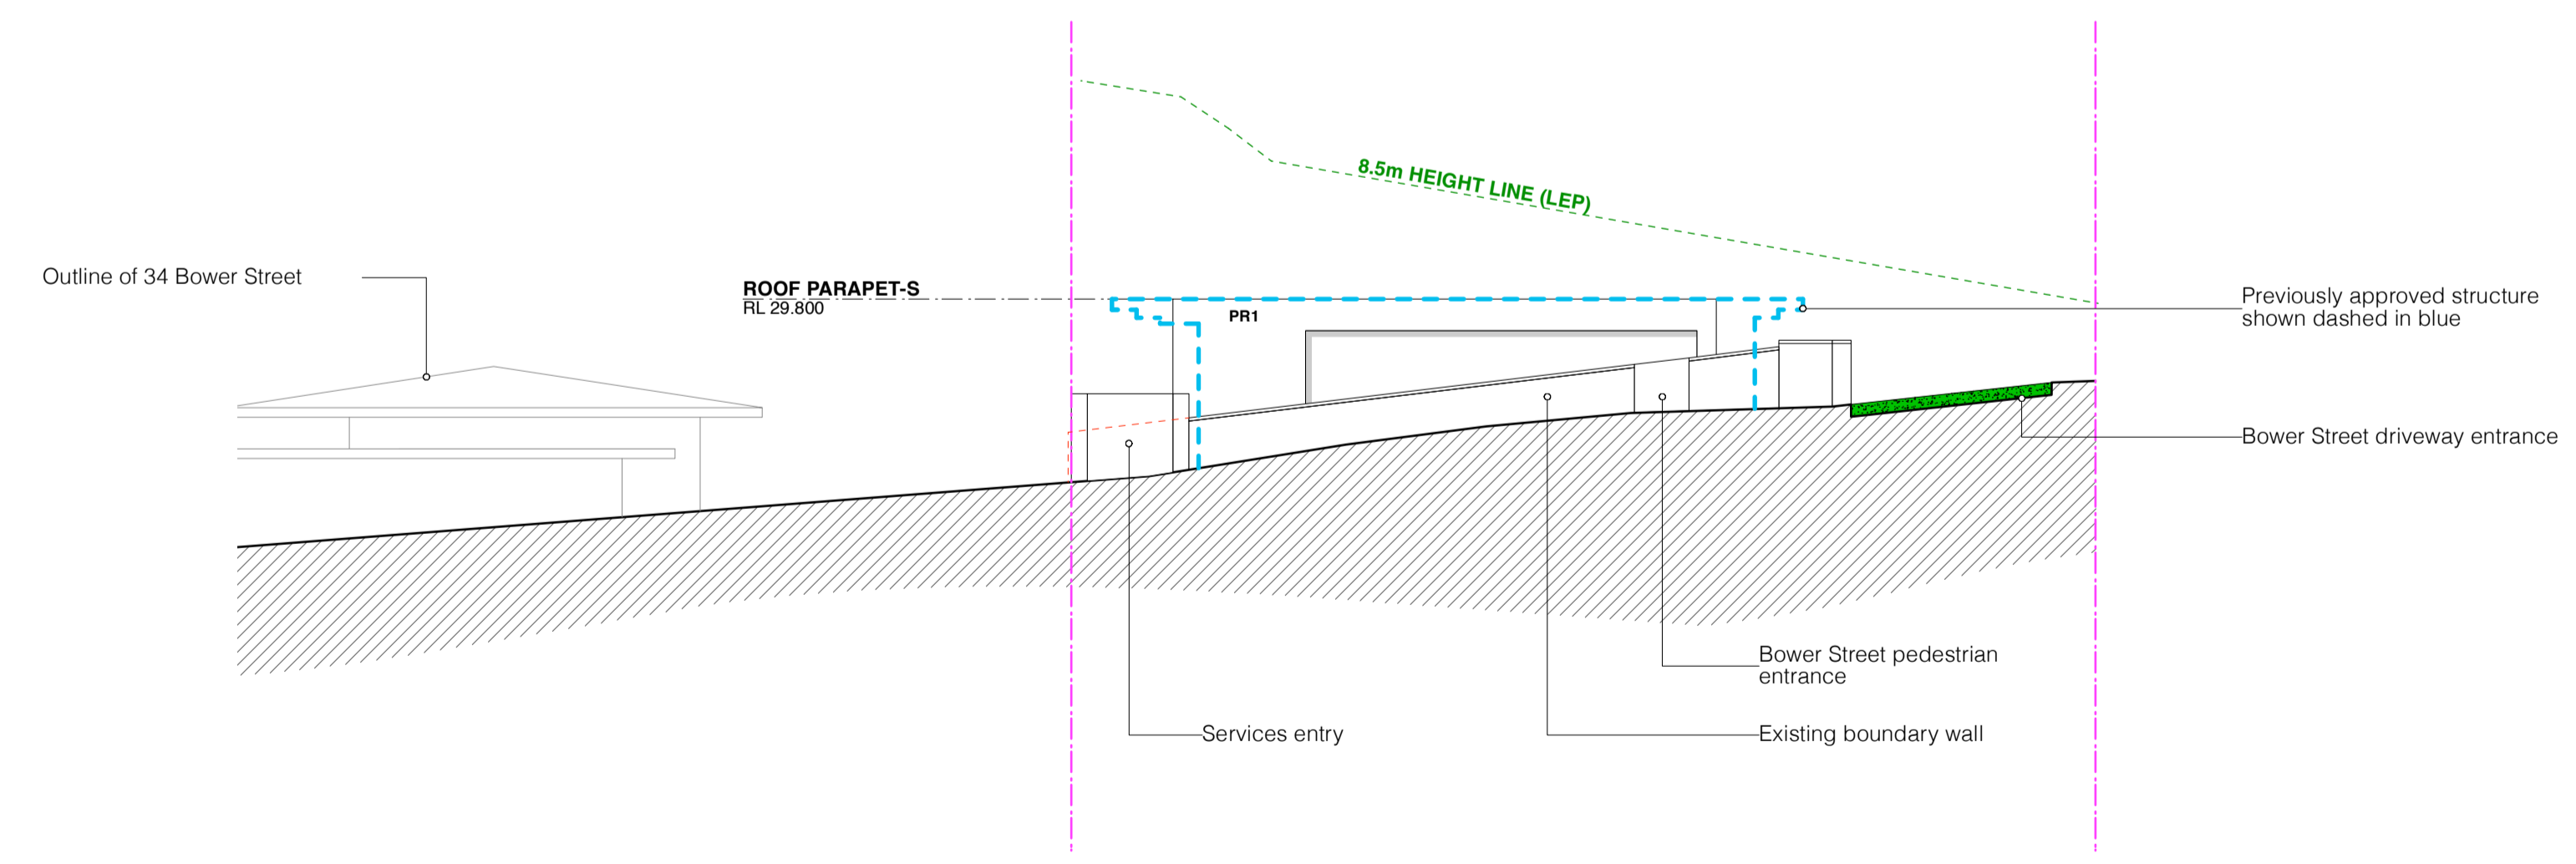 8.5m HEIGHT LINE (LEP)
Outline of 34 Bower Street
ROOF PARAPET-S
RL 29.800
PR1
Previously approved structure
shown dashed in blue
Bower Street driveway entrance
Bower Street pedestrian
entrance
Services entry
Existing boundary wall